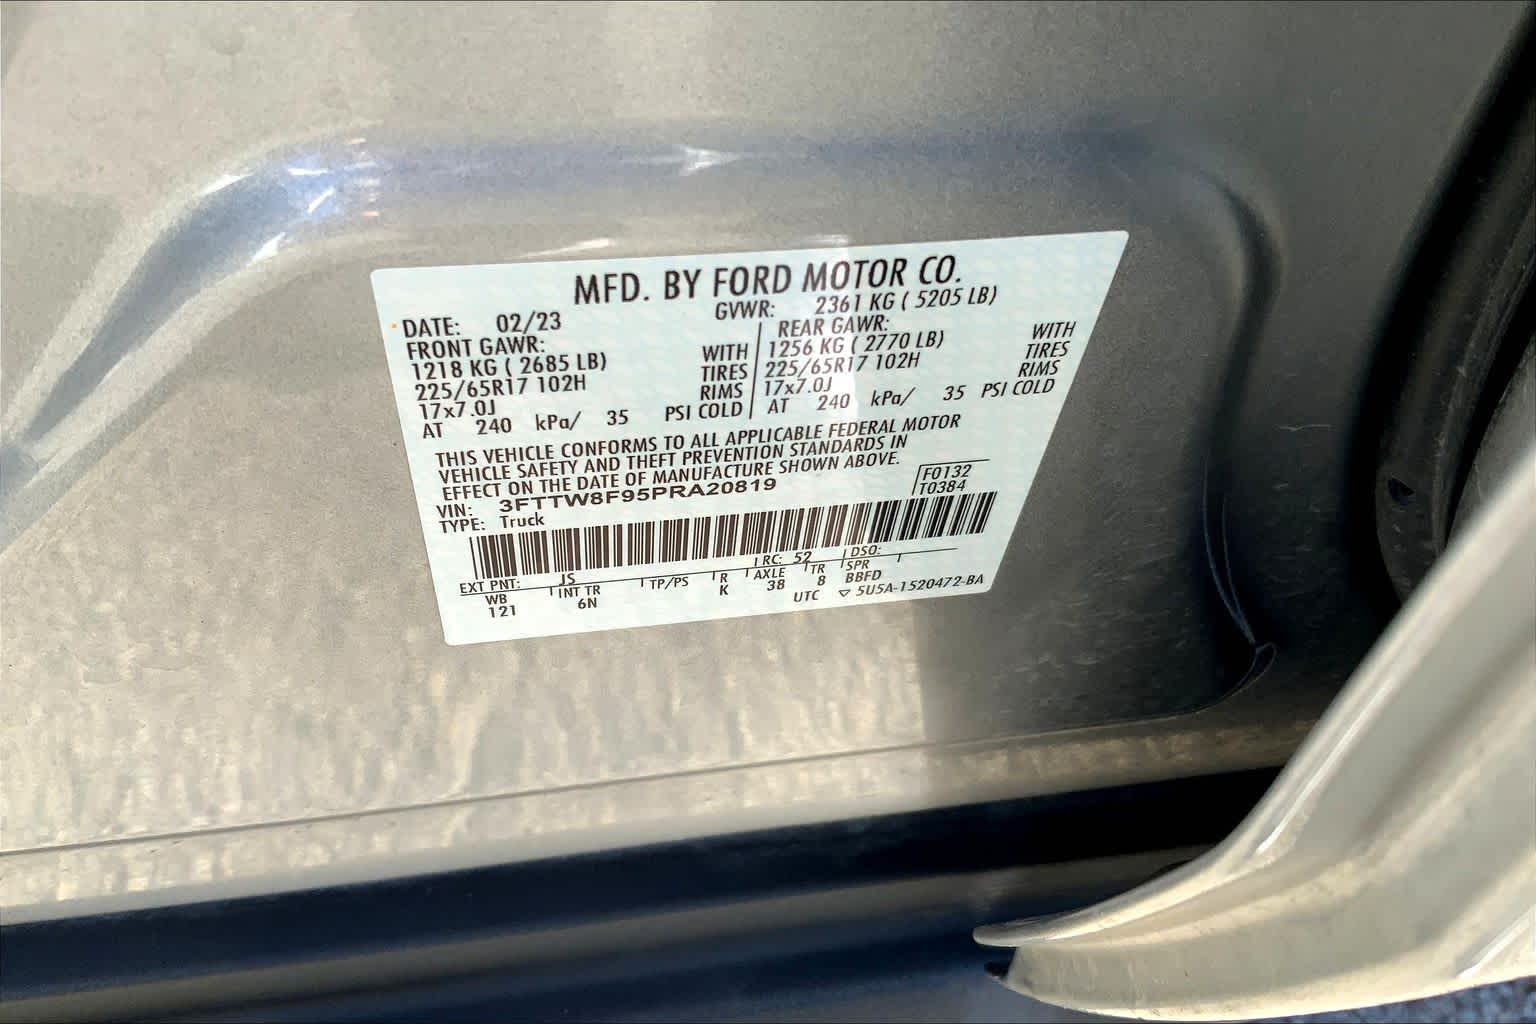 MFD. BY FORD MOTOR CO.
DATE: 02/23 GVWR: 2361 KG ( 5205 LB)
FRONT GAWR: REAR GAWR:
1218 KG ( 2685 LB) WITH 1256 KG ( 2770 LB) WITH
225/65R17 102H TIRES 225/65R17 102H TIRES
17x7.0J RIMS 17x7.0J RIMS
AT 240 kPa/ 35 PSI COLD AT 240 kPa/ 35 PSI COLD
THIS VEHICLE CONFORMS TO ALL APPLICABLE FEDERAL MOTOR
VEHICLE SAFETY AND THEFT PREVENTION STANDARDS IN
EFFECT ON THE DATE OF MANUFACTURE SHOWN ABOVE.
VIN: 3FTTW8F95PRA20819 F0132
TYPE: Truck T0384
EXT PNT: JS RC: 52 DSO:
WB INT TR TP/PS R AXLE TR SPR
121 6N K 38 8 BBFD
UTC ▽ 5U5A-1520472-BA